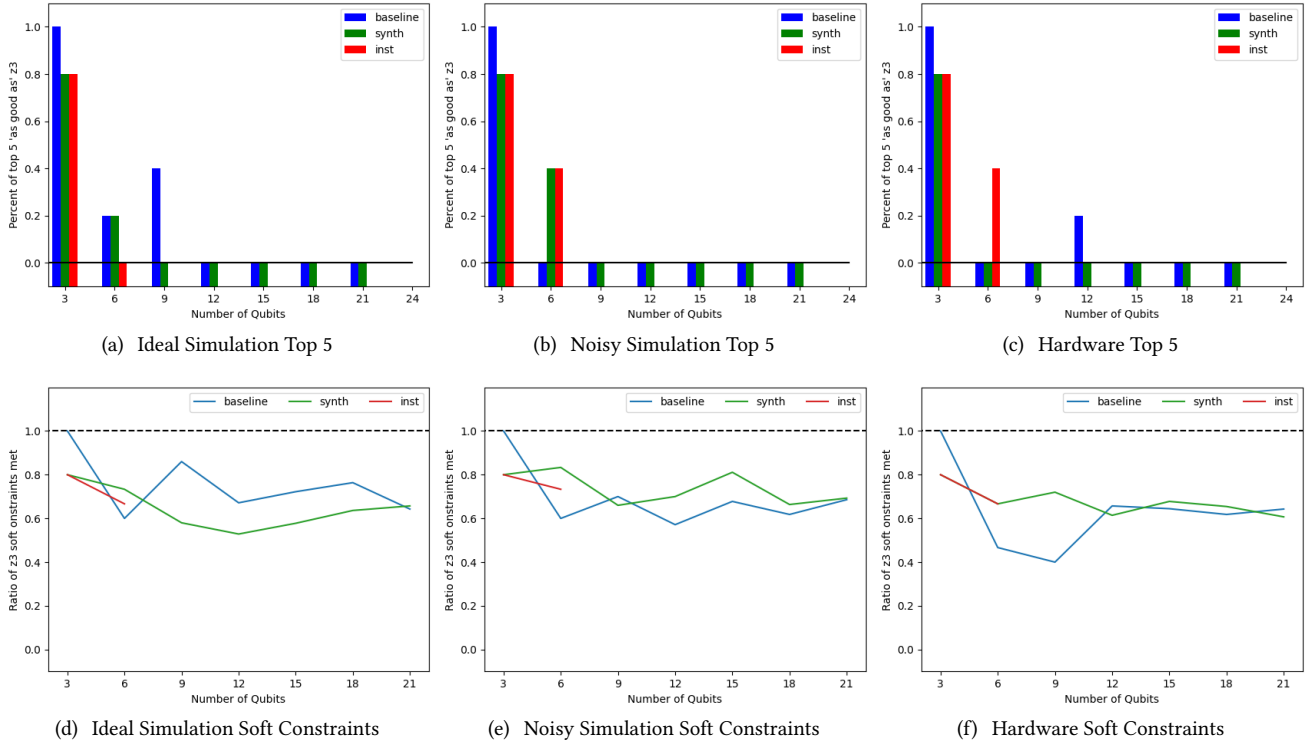 Percent of top 5 'as good as' z3
1.0
0.8
0.6
0.4
0.2
0.0
baseline
synth
inst
3 6 9 12 15 18 21 24
Number of Qubits
(a) Ideal Simulation Top 5
Percent of top 5 'as good as' z3
1.0
0.8
0.6
0.4
0.2
0.0
baseline
synth
inst
3 6 9 12 15 18 21 24
Number of Qubits
(b) Noisy Simulation Top 5
Percent of top 5 'as good as' z3
1.0
0.8
0.6
0.4
0.2
0.0
baseline
synth
inst
3 6 9 12 15 18 21 24
Number of Qubits
(c) Hardware Top 5
Ratio of z3 soft onstraints met
1.0
0.8
0.6
0.4
0.2
0.0
baseline synth inst
3 6 9 12 15 18 21
Number of Qubits
(d) Ideal Simulation Soft Constraints
Ratio of z3 soft onstraints met
1.0
0.8
0.6
0.4
0.2
0.0
baseline synth inst
3 6 9 12 15 18 21
Number of Qubits
(e) Noisy Simulation Soft Constraints
Ratio of z3 soft onstraints met
1.0
0.8
0.6
0.4
0.2
0.0
baseline synth inst
3 6 9 12 15 18 21
Number of Qubits
(f) Hardware Soft Constraints